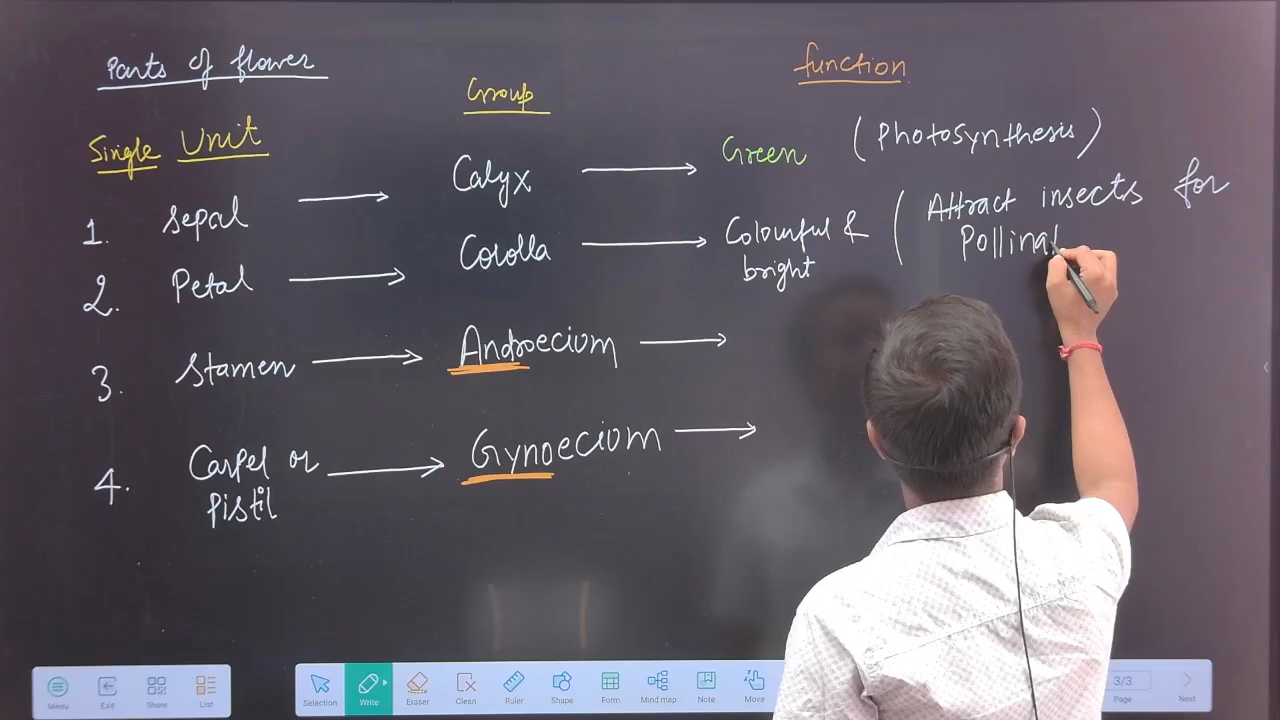 Parts of flower
function
Group
Single Unit
Green (Photosynthesis)
1. Sepal Calyx
Colourful & bright (Attract insects for Pollinat
2. Petal Corolla
3. Stamen Androecium
4. Carpel or Pistil Gynoecium
Menu Exit Share List Selection Write Eraser Clean Ruler Shape Form Mind map Note Move 3/3 Page Next